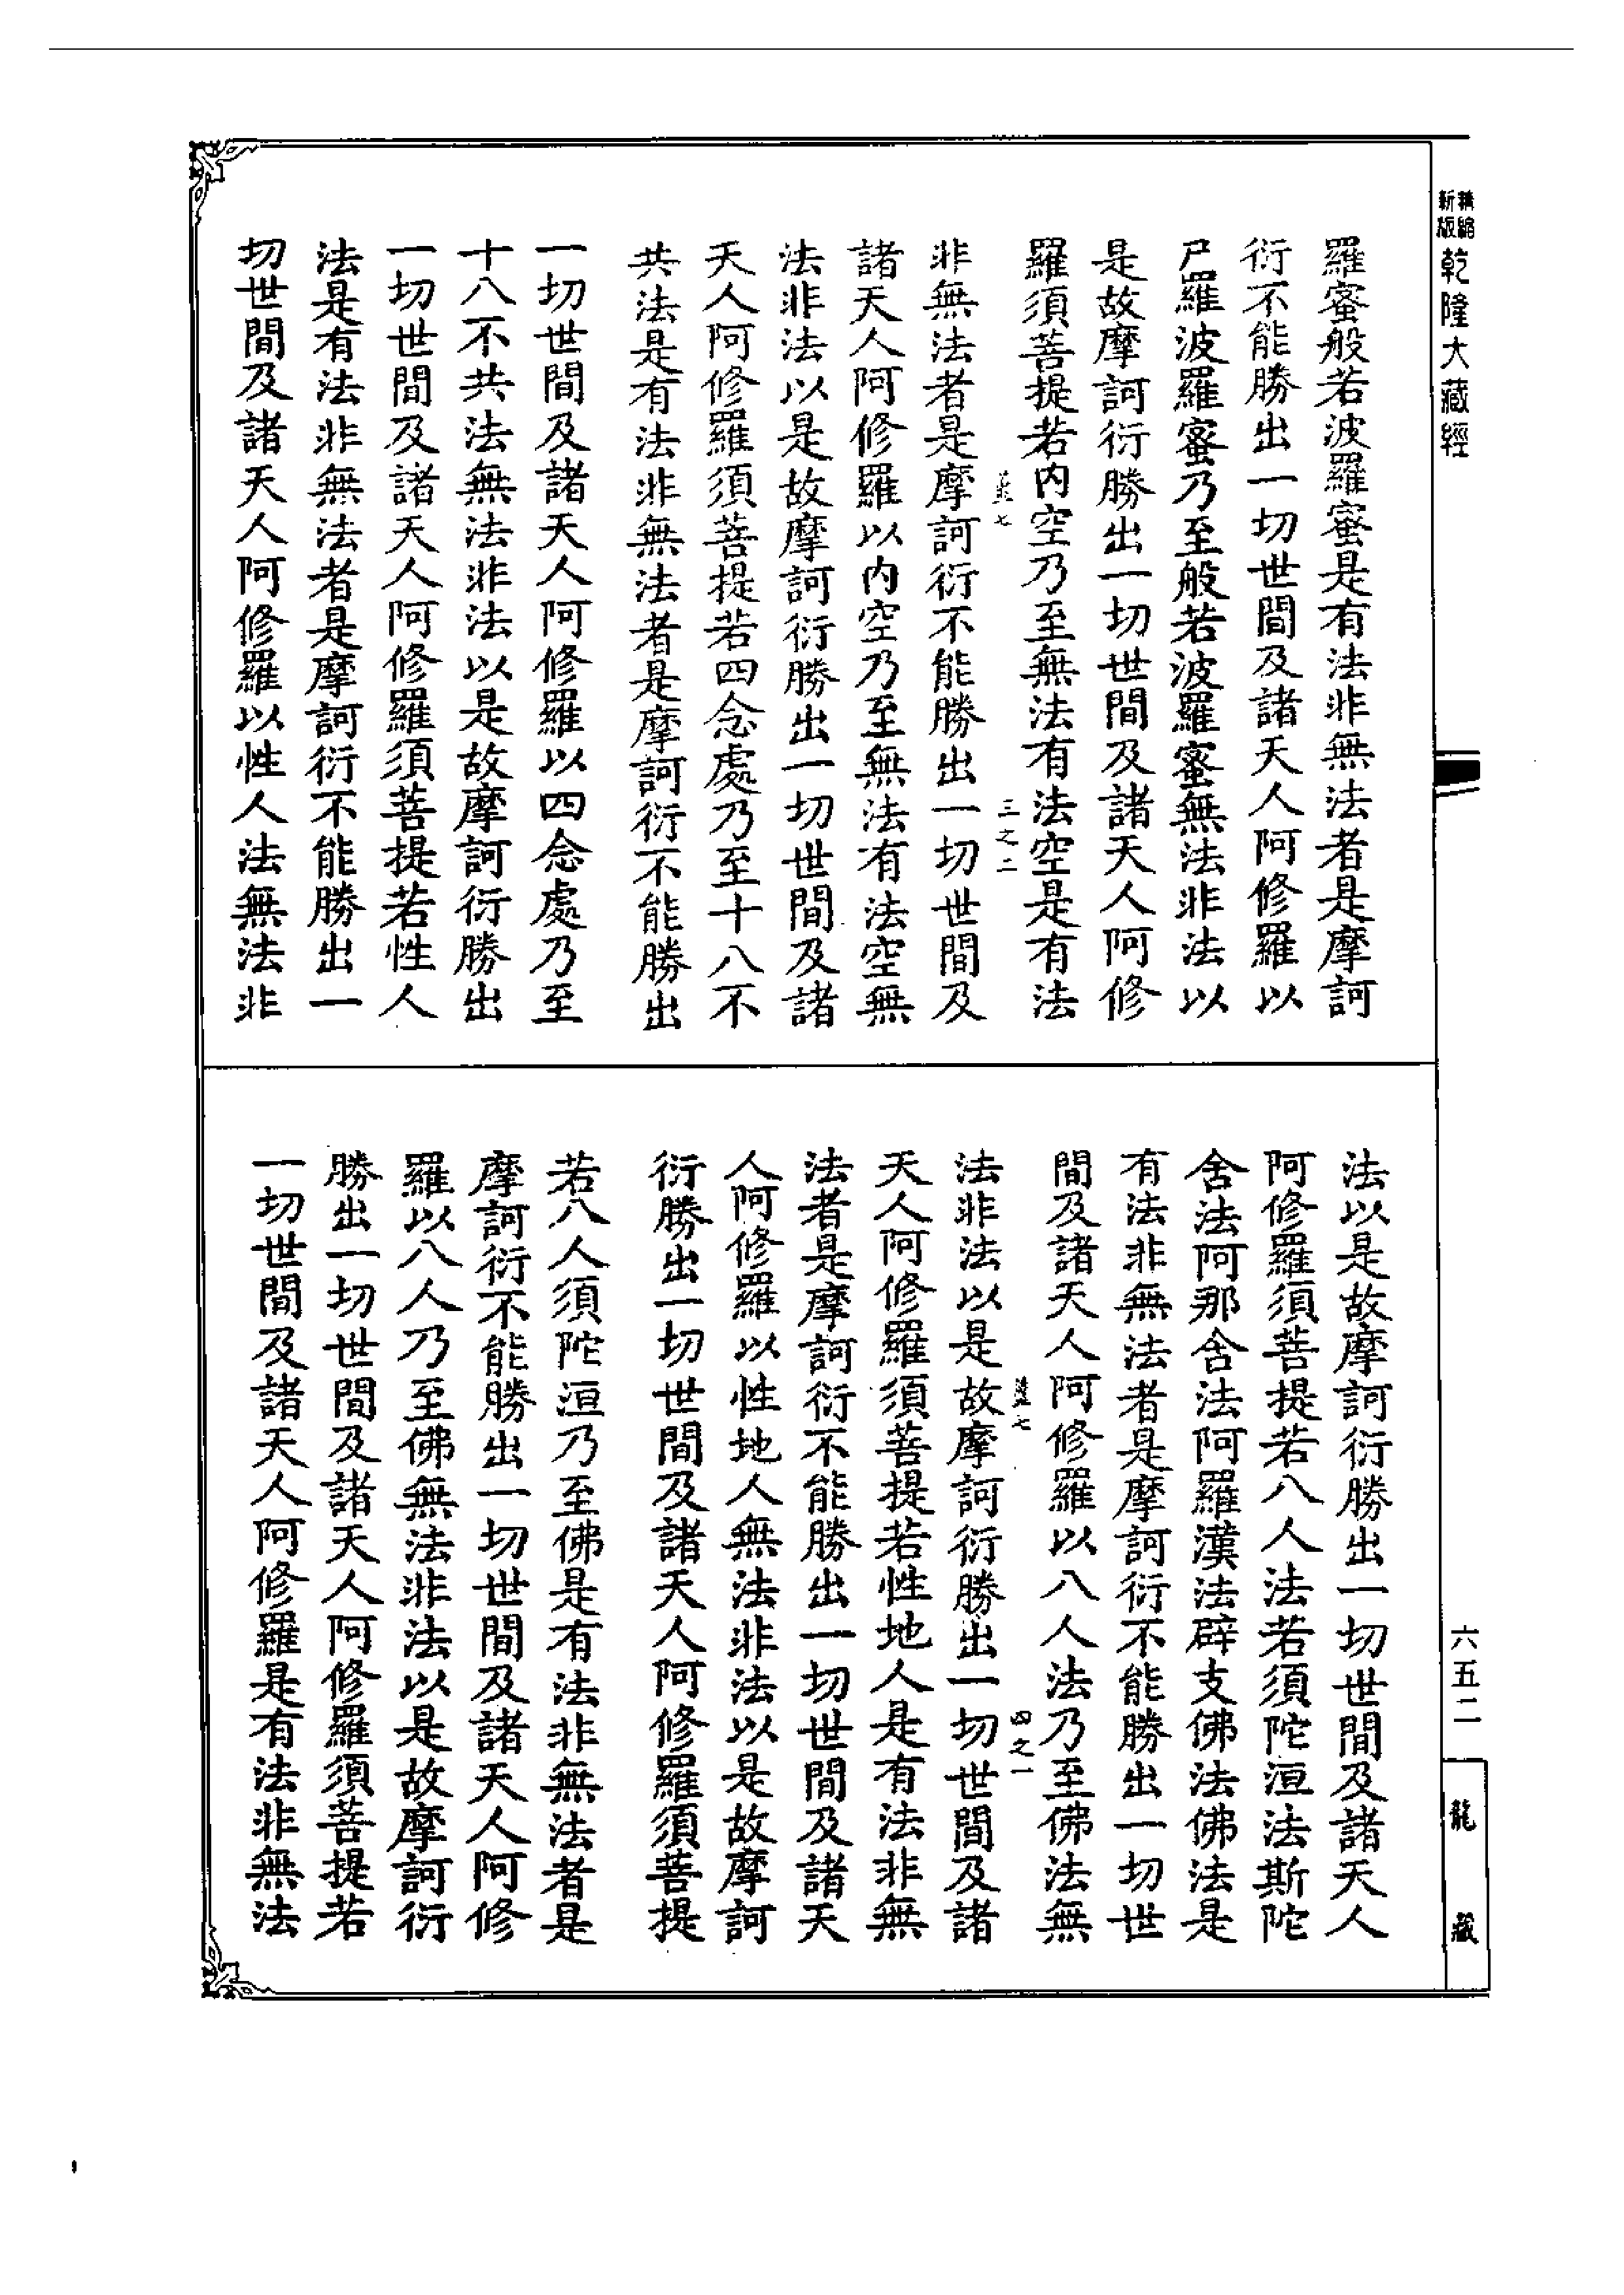 精縮
新版
乾隆大藏經
羅蜜般若波羅蜜是有法非無法者是摩訶
衍不能勝出一切世間及諸天人阿修羅以
尸羅波羅蜜乃至般若波羅蜜無法非法以
是故摩訶衍勝出一切世間及諸天人阿修
羅須菩提若內空乃至無法有法空是有法
三之二
非無法者是摩訶衍不能勝出一切世間及
諸天人阿修羅以內空乃至無法有法空無
法非法以是故摩訶衍勝出一切世間及諸
天人阿修羅須菩提若四念處乃至十八不
共法是有法非無法者是摩訶衍不能勝出
一切世間及諸天人阿修羅以四念處乃至
十八不共法無法非法以是故摩訶衍勝出
一切世間及諸天人阿修羅須菩提若性人
法是有法非無法者是摩訶衍不能勝出一
切世間及諸天人阿修羅以性人法無法非
法以是故摩訶衍勝出一切世間及諸天人
阿修羅須菩提若八人法若須陀洹法斯陀
含法阿那含法阿羅漢法辟支佛法佛法是
有法非無法者是摩訶衍不能勝出一切世
間及諸天人阿修羅以八人法乃至佛法無
四之一
法非法以是故摩訶衍勝出一切世間及諸
天人阿修羅須菩提若性地人是有法非無
法者是摩訶衍不能勝出一切世間及諸天
人阿修羅以性地人無法非法以是故摩訶
衍勝出一切世間及諸天人阿修羅須菩提
若八人須陀洹乃至佛是有法非無法者是
摩訶衍不能勝出一切世間及諸天人阿修
羅以八人乃至佛無法非法以是故摩訶衍
勝出一切世間及諸天人阿修羅須菩提若
一切世間及諸天人阿修羅是有法非無法
六五二
龍藏